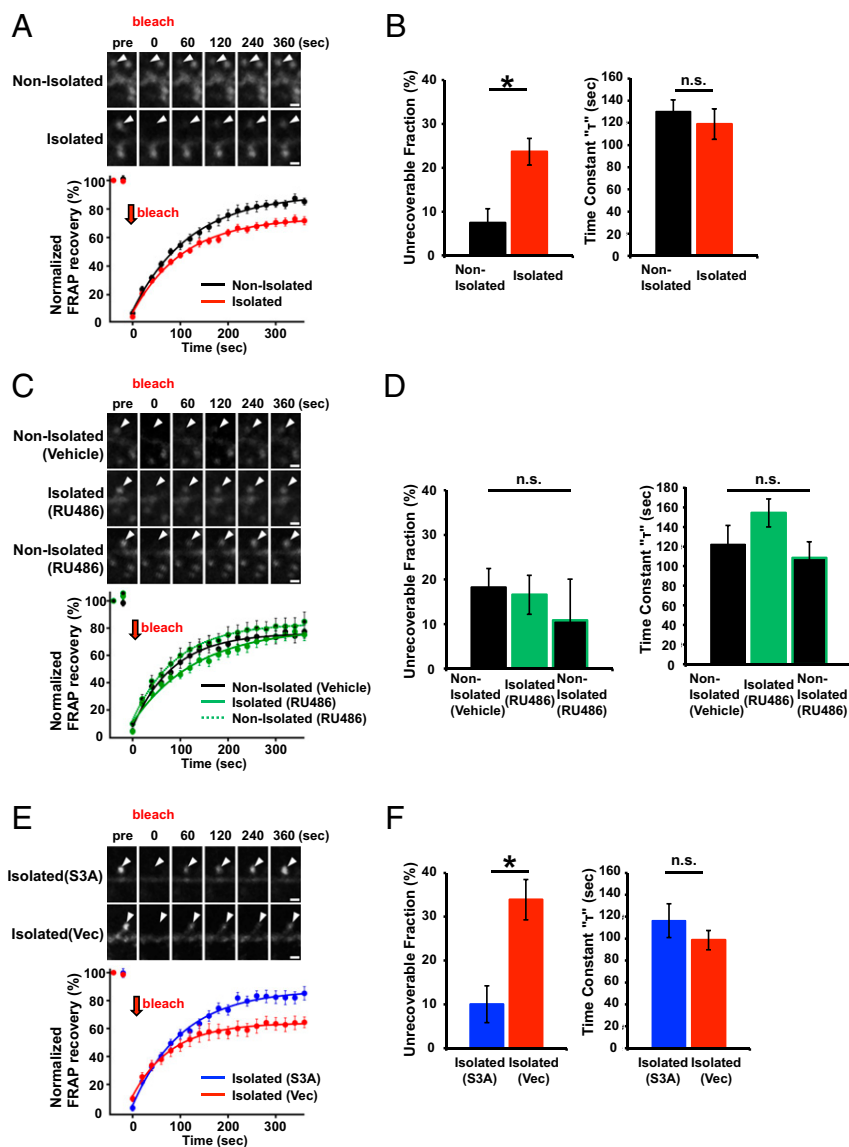 A
bleach
pre 0 60 120 240 360 (sec)
Non-Isolated
Isolated
Normalized
FRAP recovery (%)
100
80
60
40
20
0
bleach
Non-Isolated
Isolated
0 100 200 300
Time (sec)
B
Unrecoverable Fraction (%)
40
30
20
10
0
*
Non-
Isolated
Isolated
Time Constant "τ" (sec)
160
140
120
100
80
60
40
20
0
n.s.
Non-
Isolated
Isolated
C
bleach
pre 0 60 120 240 360 (sec)
Non-Isolated
(Vehicle)
Isolated
(RU486)
Non-Isolated
(RU486)
Normalized
FRAP recovery (%)
100
80
60
40
20
0
bleach
Non-Isolated (Vehicle)
Isolated (RU486)
Non-Isolated (RU486)
0 100 200 300
Time (sec)
D
Unrecoverable Fraction (%)
40
30
20
10
0
n.s.
Non-
Isolated
(Vehicle)
Isolated
(RU486)
Non-
Isolated
(RU486)
Time Constant "τ" (sec)
160
140
120
100
80
60
40
20
0
n.s.
Non-
Isolated
(Vehicle)
Isolated
(RU486)
Non-
Isolated
(RU486)
E
bleach
pre 0 60 120 240 360 (sec)
Isolated(S3A)
Isolated(Vec)
Normalized
FRAP recovery (%)
100
80
60
40
20
0
bleach
Isolated (S3A)
Isolated (Vec)
0 100 200 300
Time (sec)
F
Unrecoverable Fraction (%)
40
30
20
10
0
*
Isolated
(S3A)
Isolated
(Vec)
Time Constant "τ" (sec)
160
140
120
100
80
60
40
20
0
n.s.
Isolated
(S3A)
Isolated
(Vec)